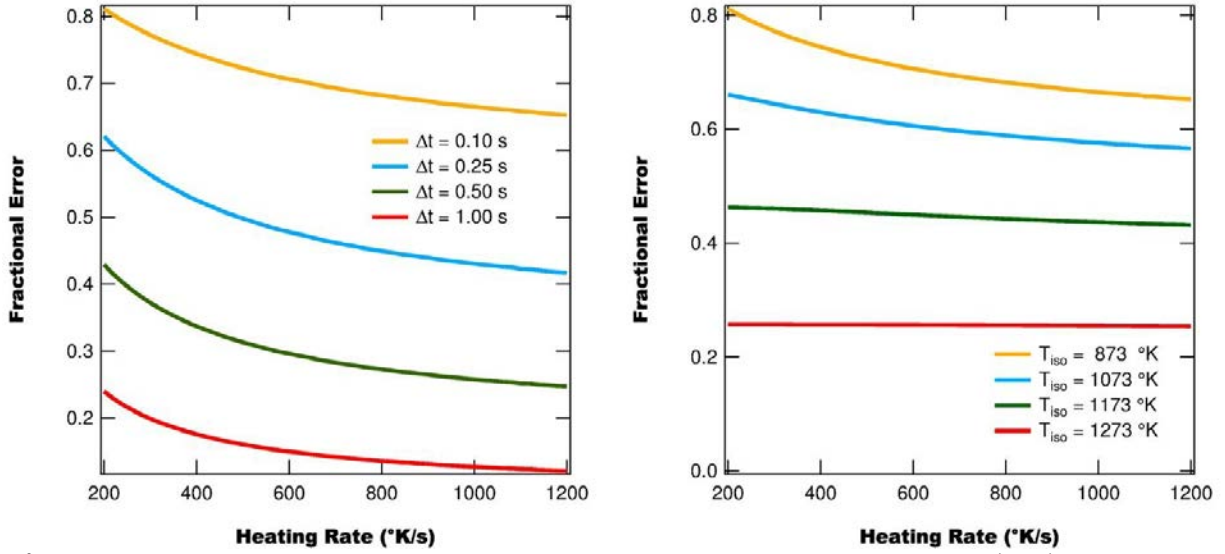 0.8
0.7
0.6
0.5
0.4
0.3
0.2
Fractional Error
Δt = 0.10 s
Δt = 0.25 s
Δt = 0.50 s
Δt = 1.00 s
200 400 600 800 1000 1200
Heating Rate (°K/s)
0.8
0.6
0.4
0.2
0.0
Fractional Error
Tiso = 873 °K
Tiso = 1073 °K
Tiso = 1173 °K
Tiso = 1273 °K
200 400 600 800 1000 1200
Heating Rate (°K/s)